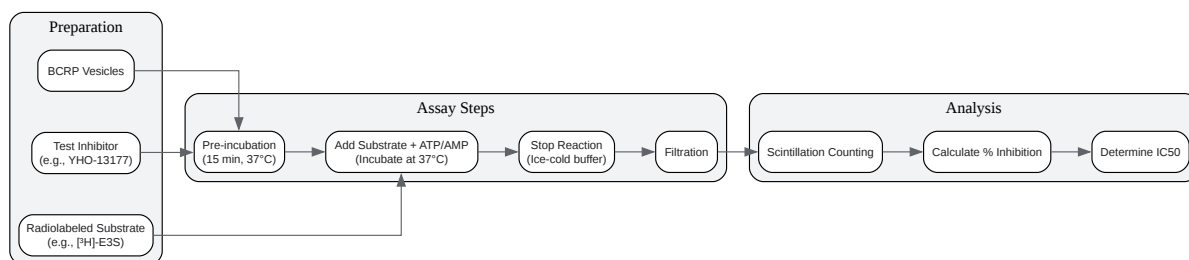 Preparation
BCRP Vesicles
Test Inhibitor
(e.g., YHO-13177)
Radiolabeled Substrate
(e.g., [³H]-E3S)
Assay Steps
Pre-incubation
(15 min, 37°C)
Add Substrate + ATP/AMP
(Incubate at 37°C)
Stop Reaction
(Ice-cold buffer)
Filtration
Analysis
Scintillation Counting
Calculate % Inhibition
Determine IC50